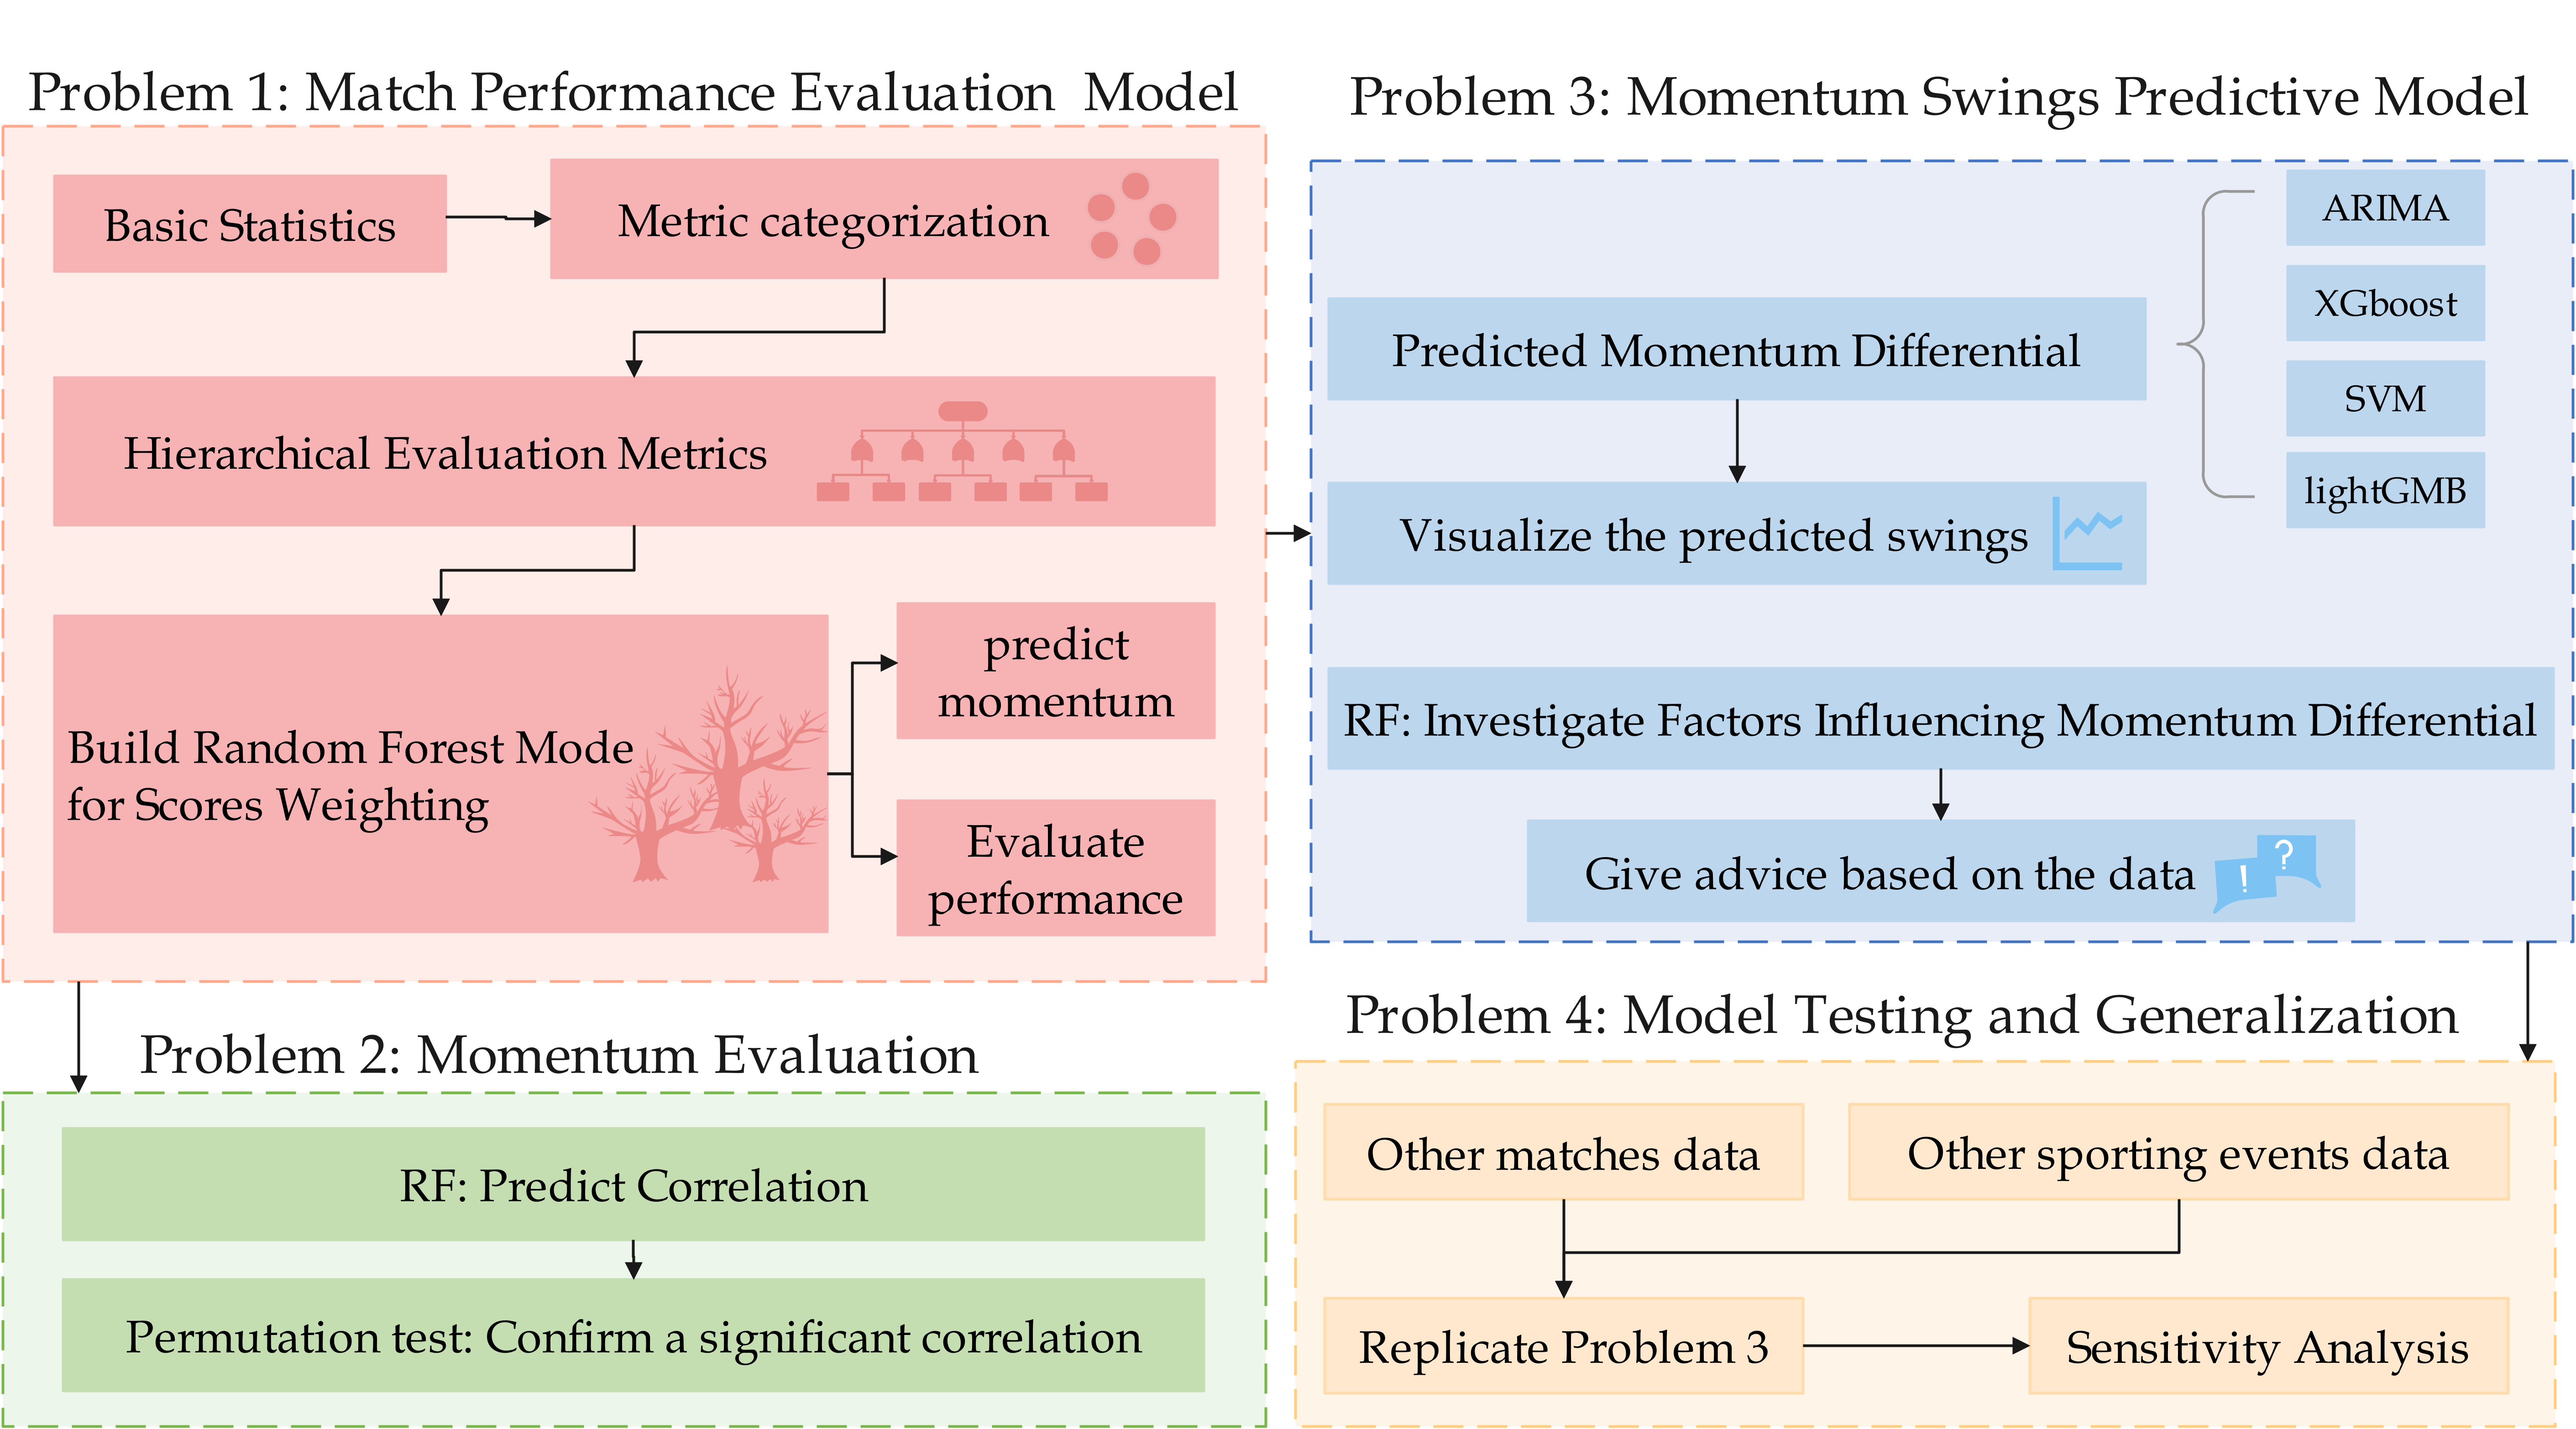 Problem 1: Match Performance Evaluation Model
Basic Statistics
Metric categorization
Hierarchical Evaluation Metrics
Build Random Forest Mode
for Scores Weighting
predict
momentum
Evaluate
performance
Problem 2: Momentum Evaluation
RF: Predict Correlation
Permutation test: Confirm a significant correlation
Problem 3: Momentum Swings Predictive Model
Predicted Momentum Differential
ARIMA
XGboost
SVM
lightGMB
Visualize the predicted swings
RF: Investigate Factors Influencing Momentum Differential
Give advice based on the data
!
?
Problem 4: Model Testing and Generalization
Other matches data
Other sporting events data
Replicate Problem 3
Sensitivity Analysis